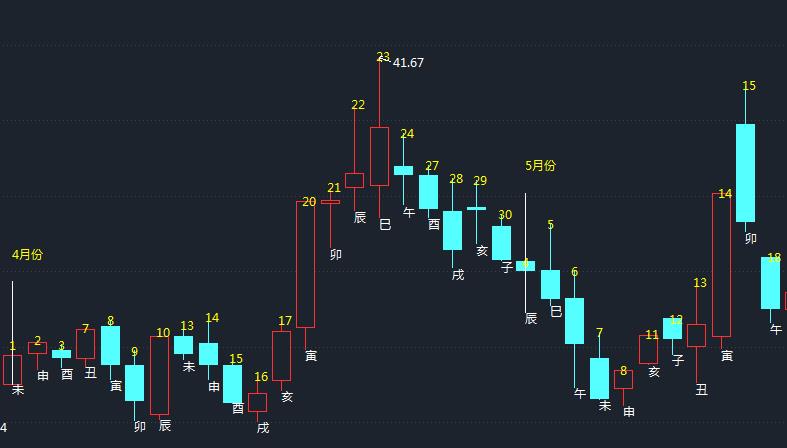 23
41.67
15
22
24
5月份
27
28
29
21
20
14
30
5
4
卯
辰
巳
午
酉
戌
亥
子
4月份
卯
18
6
13
巳
辰
午
17
8
14
10
13
7
2
1
3
9
15
7
11
12
寅
寅
子
未
申
酉
丑
寅
未
申
16
8
亥
丑
亥
午
未
申
酉
卯
辰
戌
4